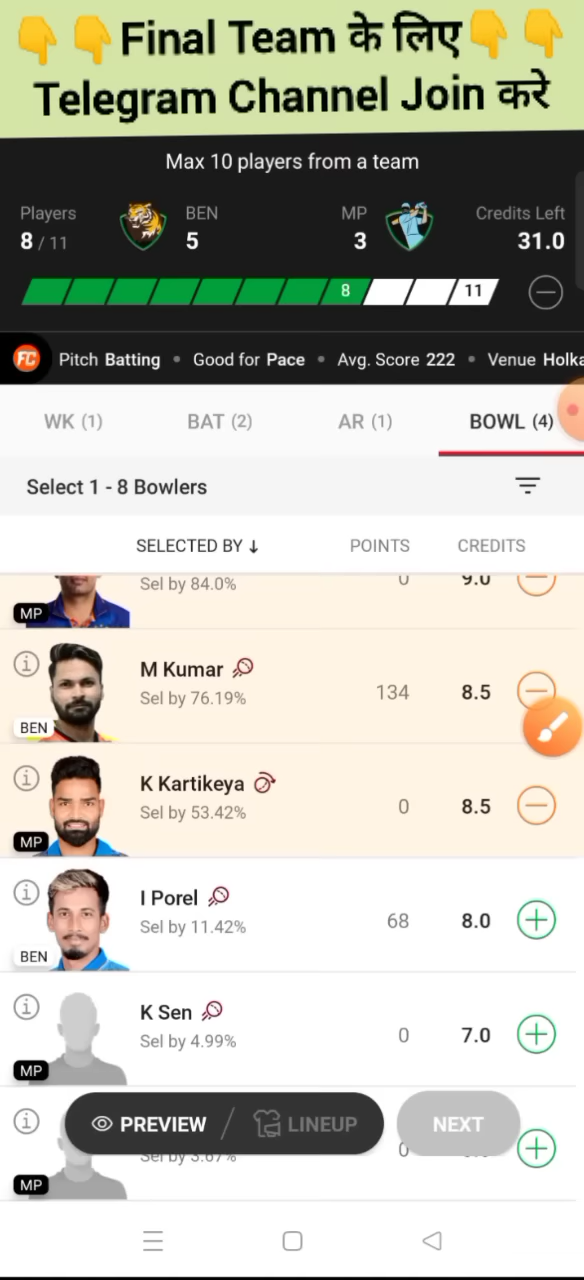 👇👇Final Team के लिए👇👇
Telegram Channel Join करे
Max 10 players from a team
Players BEN MP Credits Left
8 / 11 5 3 31.0
8 11
FC Pitch Batting • Good for Pace • Avg. Score 222 • Venue Holka
WK (1) BAT (2) AR (1) BOWL (4)
Select 1 - 8 Bowlers
SELECTED BY ↓ POINTS CREDITS
Sel by 84.0% 0 9.0
MP
M Kumar
Sel by 76.19% 134 8.5
BEN
K Kartikeya
Sel by 53.42% 0 8.5
MP
I Porel
Sel by 11.42% 68 8.0
BEN
K Sen
Sel by 4.99% 0 7.0
MP
PREVIEW / LINEUP NEXT
Sel by 3.67% 0
MP